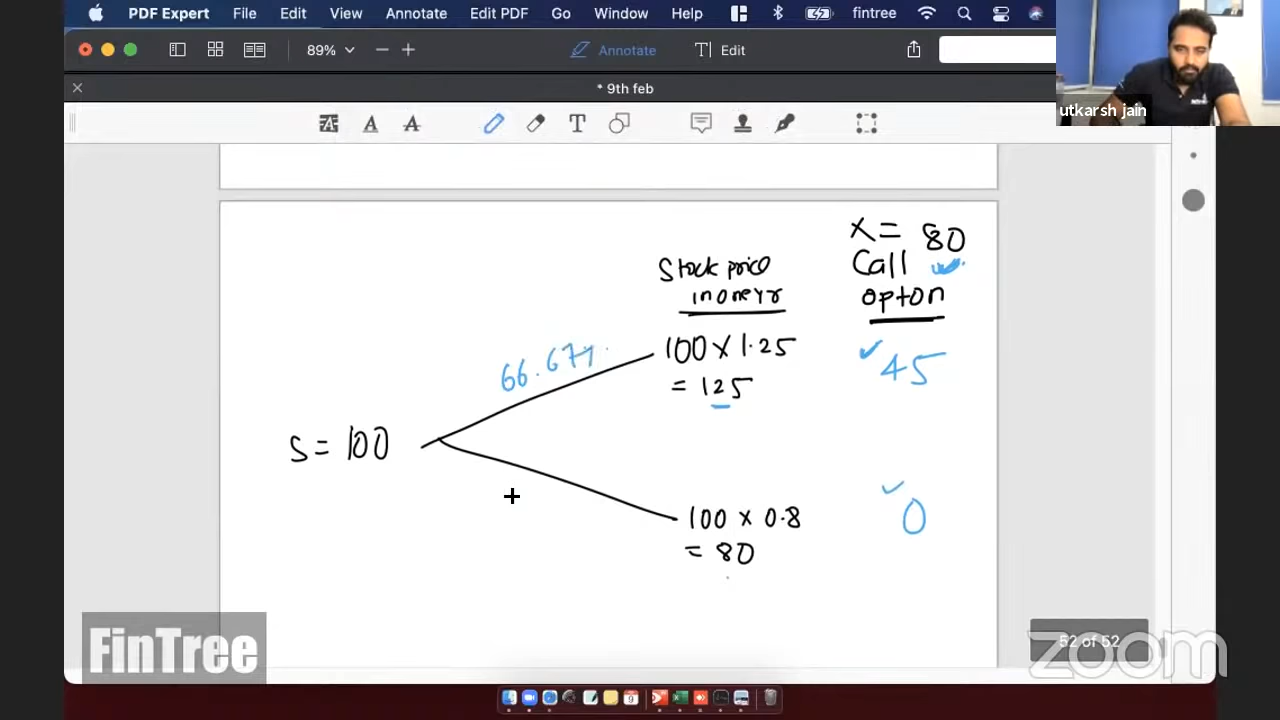 PDF Expert File Edit View Annotate Edit PDF Go Window Help fintree
89% Annotate T Edit
* 9th feb
utkarsh jain
X = 80
Call
opton
Stock price
in one yr
66.67%
100 X 1.25
= 125
45
S = 100
100 x 0.8
= 80
0
FinTree
52 of 52
zoom